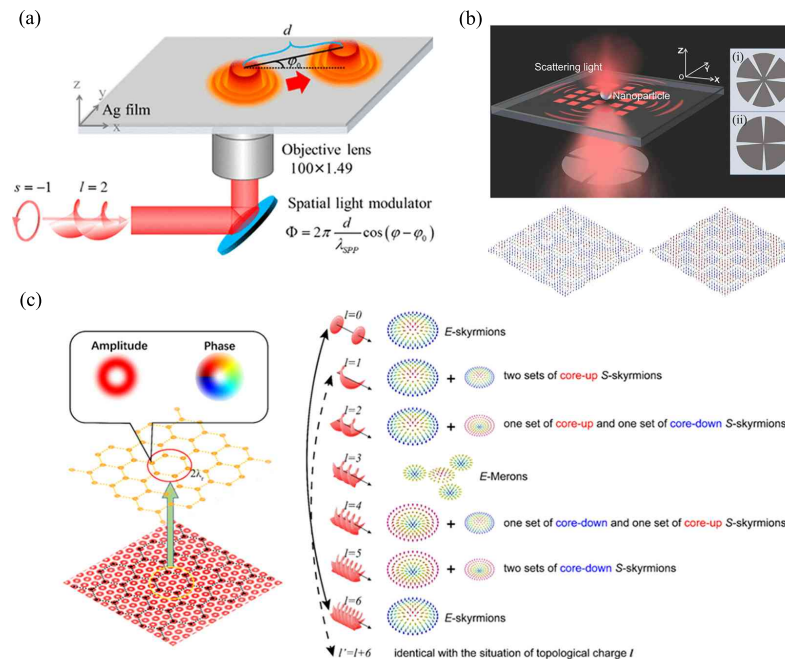 (a)
d
φ0
z
y
x
Ag film
Objective lens
100×1.49
s = −1
l = 2
Spatial light modulator
Φ = 2π d/λSPP cos(φ−φ0)
(b)
Scattering light
Nanoparticle
Z
Y
O
X
(i)
(ii)
(c)
Amplitude
Phase
l=0
E-skyrmions
l=1
+
two sets of core-up S-skyrmions
l=2
+
one set of core-up and one set of core-down S-skyrmions
l=3
E-Merons
l=4
+
one set of core-down and one set of core-up S-skyrmions
l=5
+
two sets of core-down S-skyrmions
l=6
E-skyrmions
l'=l+6
identical with the situation of topological charge l